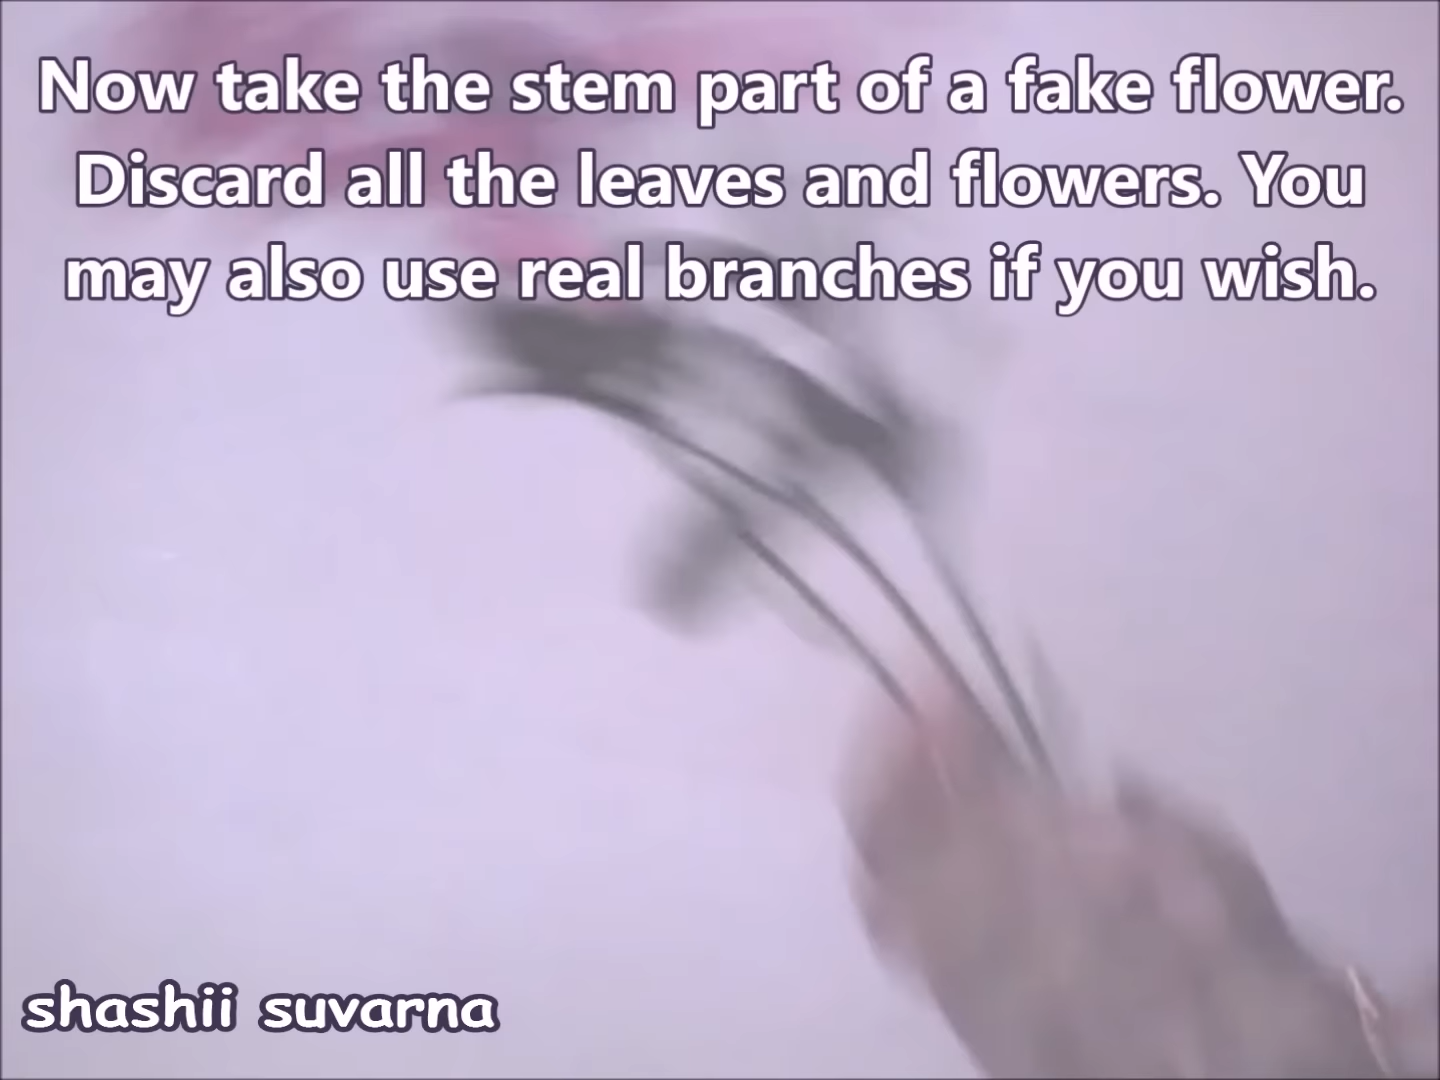 Now take the stem part of a fake flower.
Discard all the leaves and flowers. You
may also use real branches if you wish.
shashii suvarna